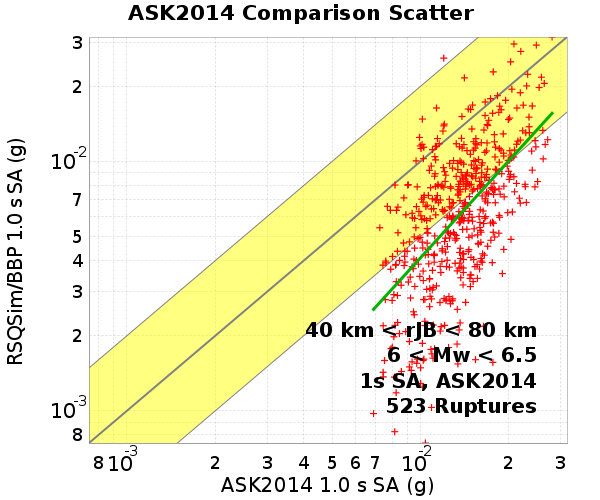 ASK2014 Comparison Scatter
RSQSim/BBP 1.0 s SA (g)
3
2
10-2
7
5
4
3
2
10-3
8
40 km < rJB < 80 km
6 < Mw < 6.5
1s SA, ASK2014
523 Ruptures
8 10-3 2 3 4 5 6 7 10-2 2 3
ASK2014 1.0 s SA (g)